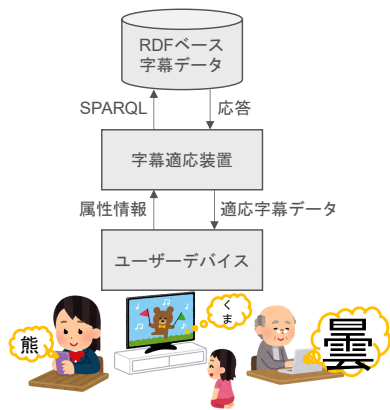 RDFベース
字幕データ
SPARQL
応答
字幕適応装置
属性情報
適応字幕データ
ユーザーデバイス
熊
くま
曇